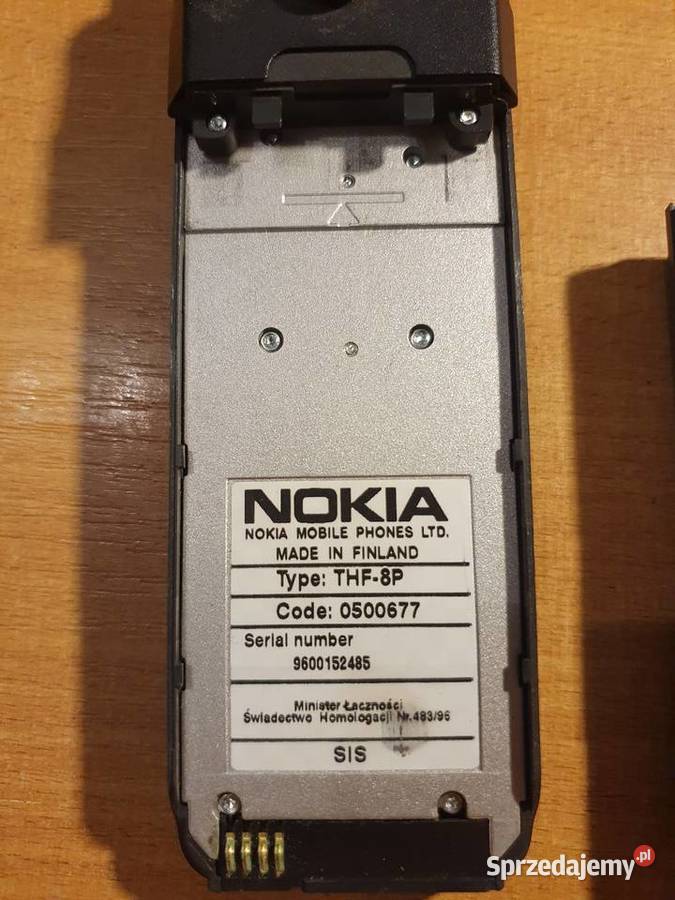 NOKIA
NOKIA MOBILE PHONES LTD.
MADE IN FINLAND
Type: THF-8P
Code: 0500677
Serial number
9600152485
Minister Łączności
Świadectwo Homologacji Nr.483/96
SIS
Sprzedajemy.pl